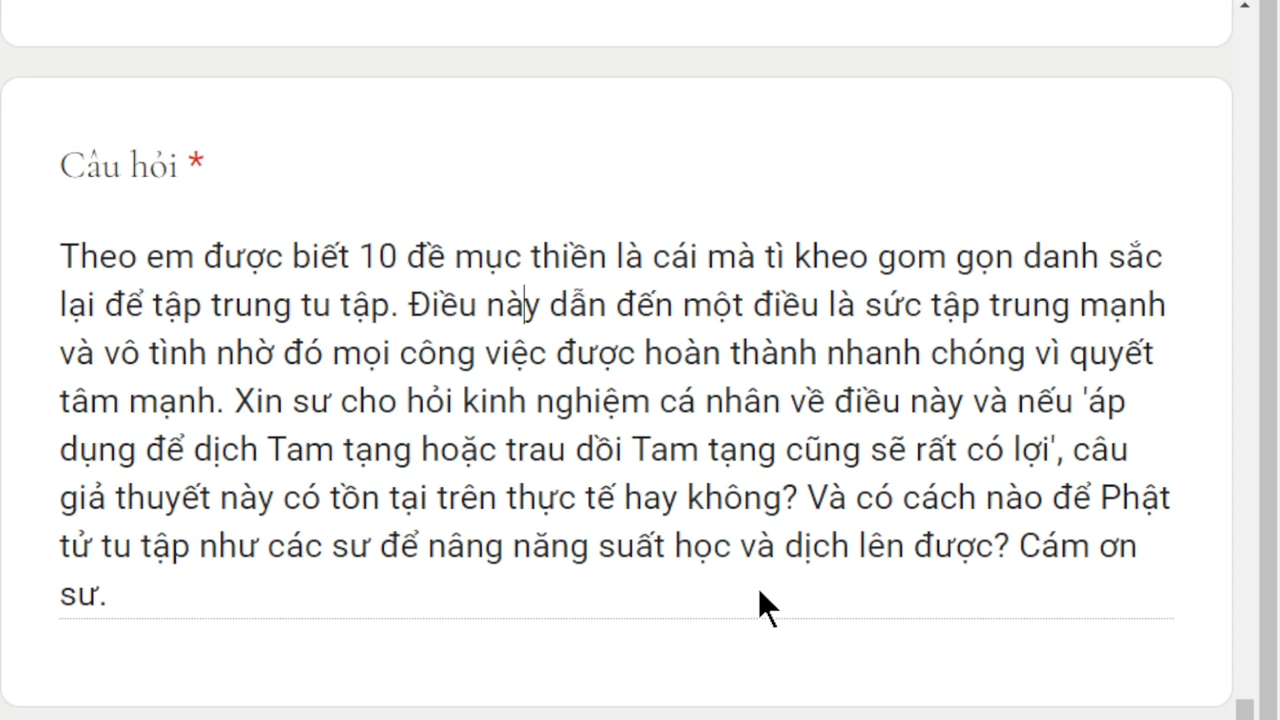 Câu hỏi *
Theo em được biết 10 đề mục thiền là cái mà tì kheo gom gọn danh sắc
lại để tập trung tu tập. Điều này dẫn đến một điều là sức tập trung mạnh
và vô tình nhờ đó mọi công việc được hoàn thành nhanh chóng vì quyết
tâm mạnh. Xin sư cho hỏi kinh nghiệm cá nhân về điều này và nếu 'áp
dụng để dịch Tam tạng hoặc trau dồi Tam tạng cũng sẽ rất có lợi', câu
giả thuyết này có tồn tại trên thực tế hay không? Và có cách nào để Phật
tử tu tập như các sư để nâng năng suất học và dịch lên được? Cám ơn
sư.